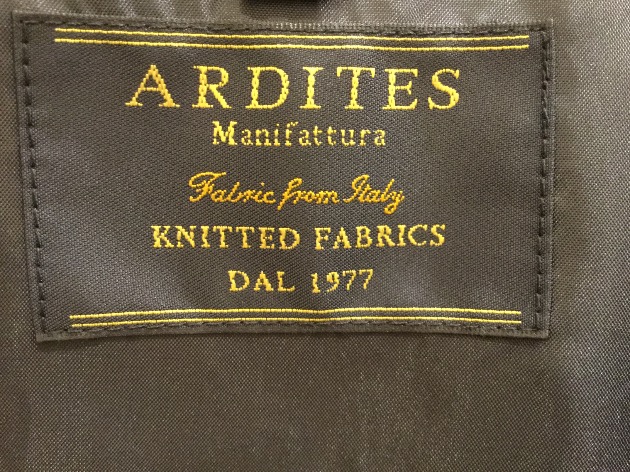 ARDITES
Manifattura
Fabric from Italy
KNITTED FABRICS
DAL 1977